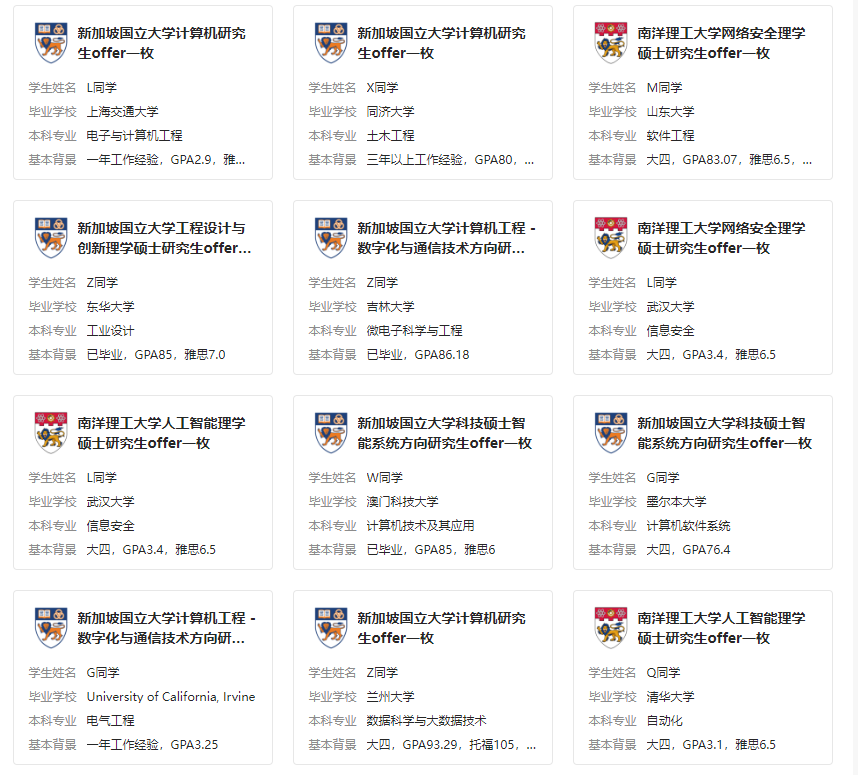 新加坡国立大学计算机研究
生offer一枚
学生姓名 L同学
毕业学校 上海交通大学
本科专业 电子与计算机工程
基本背景 一年工作经验，GPA2.9，雅...
新加坡国立大学计算机研究
生offer一枚
学生姓名 X同学
毕业学校 同济大学
本科专业 土木工程
基本背景 三年以上工作经验，GPA80，...
南洋理工大学网络安全理学
硕士研究生offer一枚
学生姓名 M同学
毕业学校 山东大学
本科专业 软件工程
基本背景 大四，GPA83.07，雅思6.5，...
新加坡国立大学工程设计与
创新理学硕士研究生offer...
学生姓名 Z同学
毕业学校 东华大学
本科专业 工业设计
基本背景 已毕业，GPA85，雅思7.0
新加坡国立大学计算机工程 -
数字化与通信技术方向研...
学生姓名 Z同学
毕业学校 吉林大学
本科专业 微电子科学与工程
基本背景 已毕业，GPA86.18
南洋理工大学网络安全理学
硕士研究生offer一枚
学生姓名 L同学
毕业学校 武汉大学
本科专业 信息安全
基本背景 大四，GPA3.4，雅思6.5
南洋理工大学人工智能理学
硕士研究生offer一枚
学生姓名 L同学
毕业学校 武汉大学
本科专业 信息安全
基本背景 大四，GPA3.4，雅思6.5
新加坡国立大学科技硕士智
能系统方向研究生offer一枚
学生姓名 W同学
毕业学校 澳门科技大学
本科专业 计算机技术及其应用
基本背景 已毕业，GPA85，雅思6
新加坡国立大学科技硕士智
能系统方向研究生offer一枚
学生姓名 G同学
毕业学校 墨尔本大学
本科专业 计算机软件系统
基本背景 大四，GPA76.4
新加坡国立大学计算机工程 -
数字化与通信技术方向研...
学生姓名 G同学
毕业学校 University of California, Irvine
本科专业 电气工程
基本背景 一年工作经验，GPA3.25
新加坡国立大学计算机研究
生offer一枚
学生姓名 Z同学
毕业学校 兰州大学
本科专业 数据科学与大数据技术
基本背景 大四，GPA93.29，托福105，...
南洋理工大学人工智能理学
硕士研究生offer一枚
学生姓名 Q同学
毕业学校 清华大学
本科专业 自动化
基本背景 大四，GPA3.1，雅思6.5